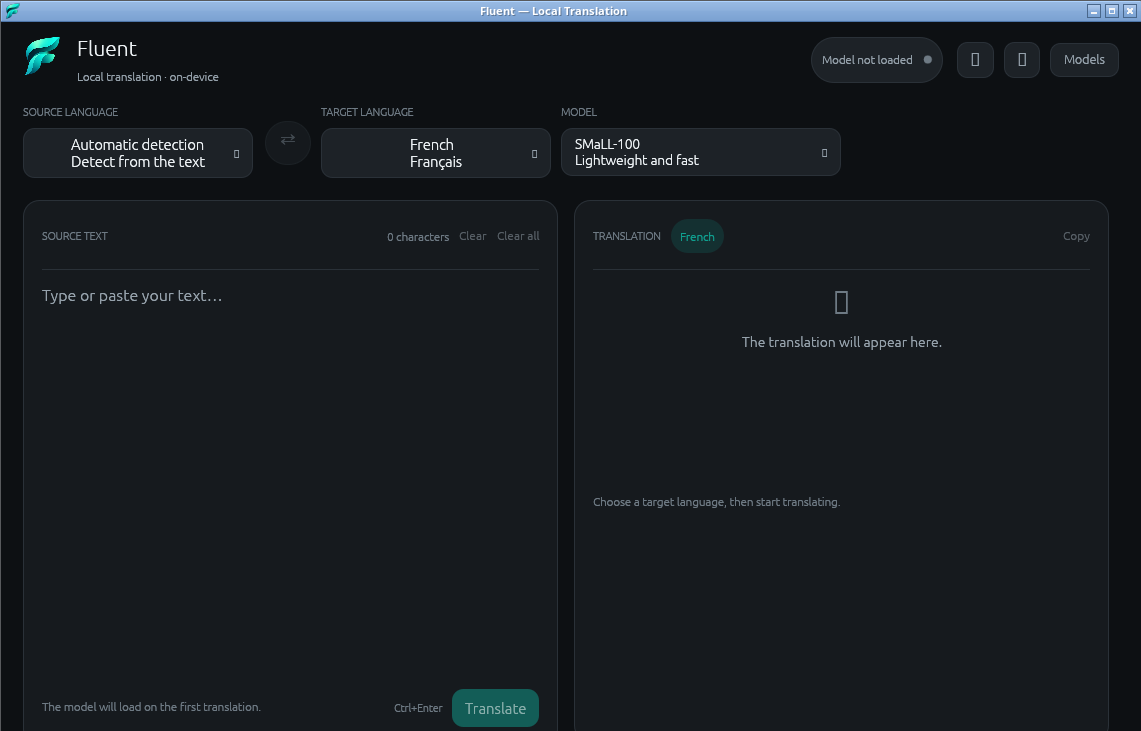 Fluent — Local Translation
Fluent
Local translation · on-device
Model not loaded
Models
SOURCE LANGUAGE
TARGET LANGUAGE
MODEL
Automatic detection
Detect from the text
⇄
French
Français
SMaLL-100
Lightweight and fast
SOURCE TEXT
0 characters
Clear
Clear all
TRANSLATION
French
Copy
Type or paste your text…
The translation will appear here.
Choose a target language, then start translating.
The model will load on the first translation.
Ctrl+Enter
Translate